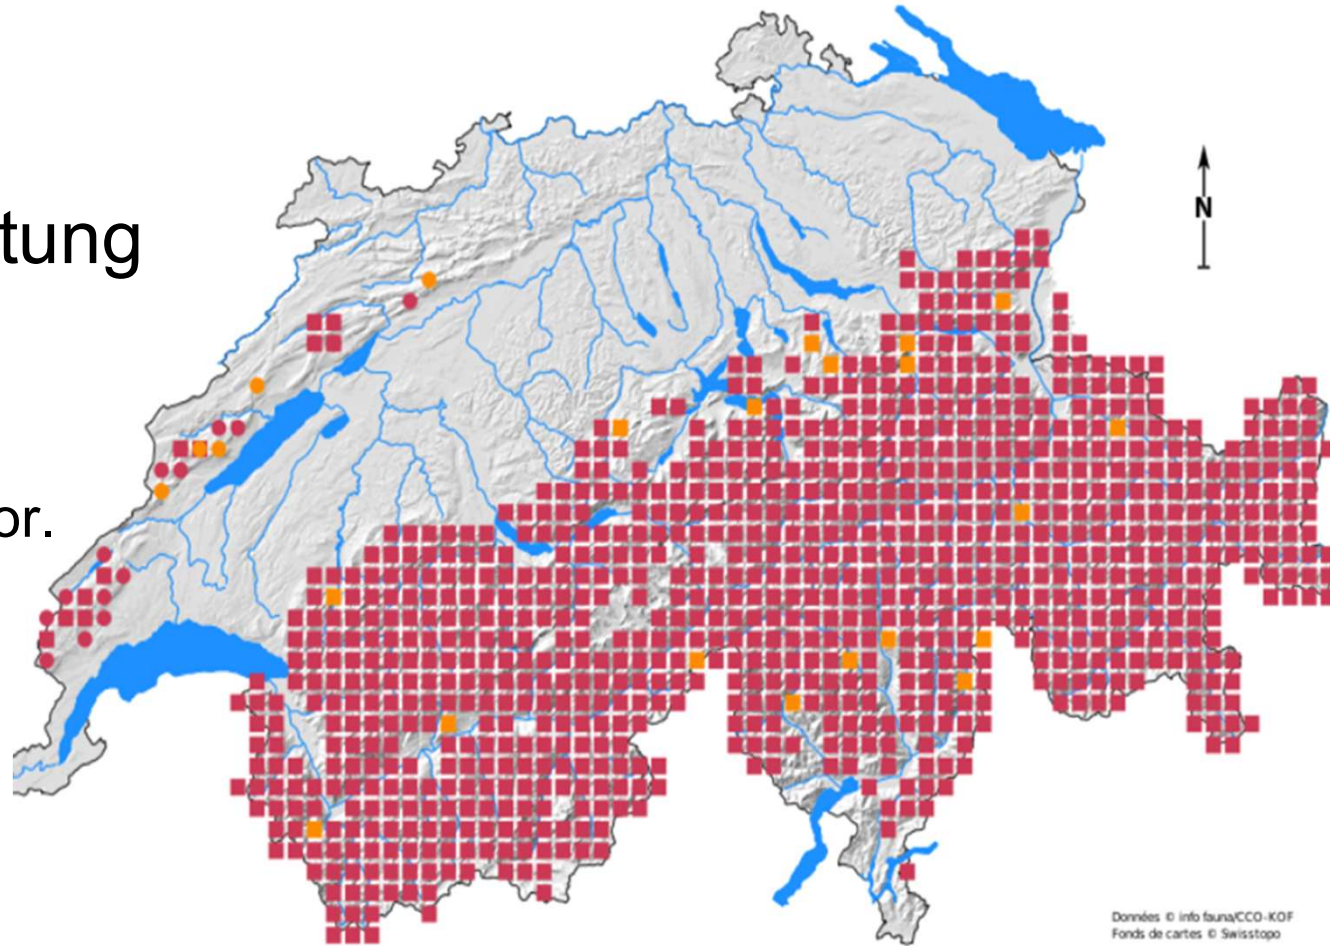 tung
N
or.
Données © info fauna/CCO-KOF
Fonds de cartes © Swisstopo